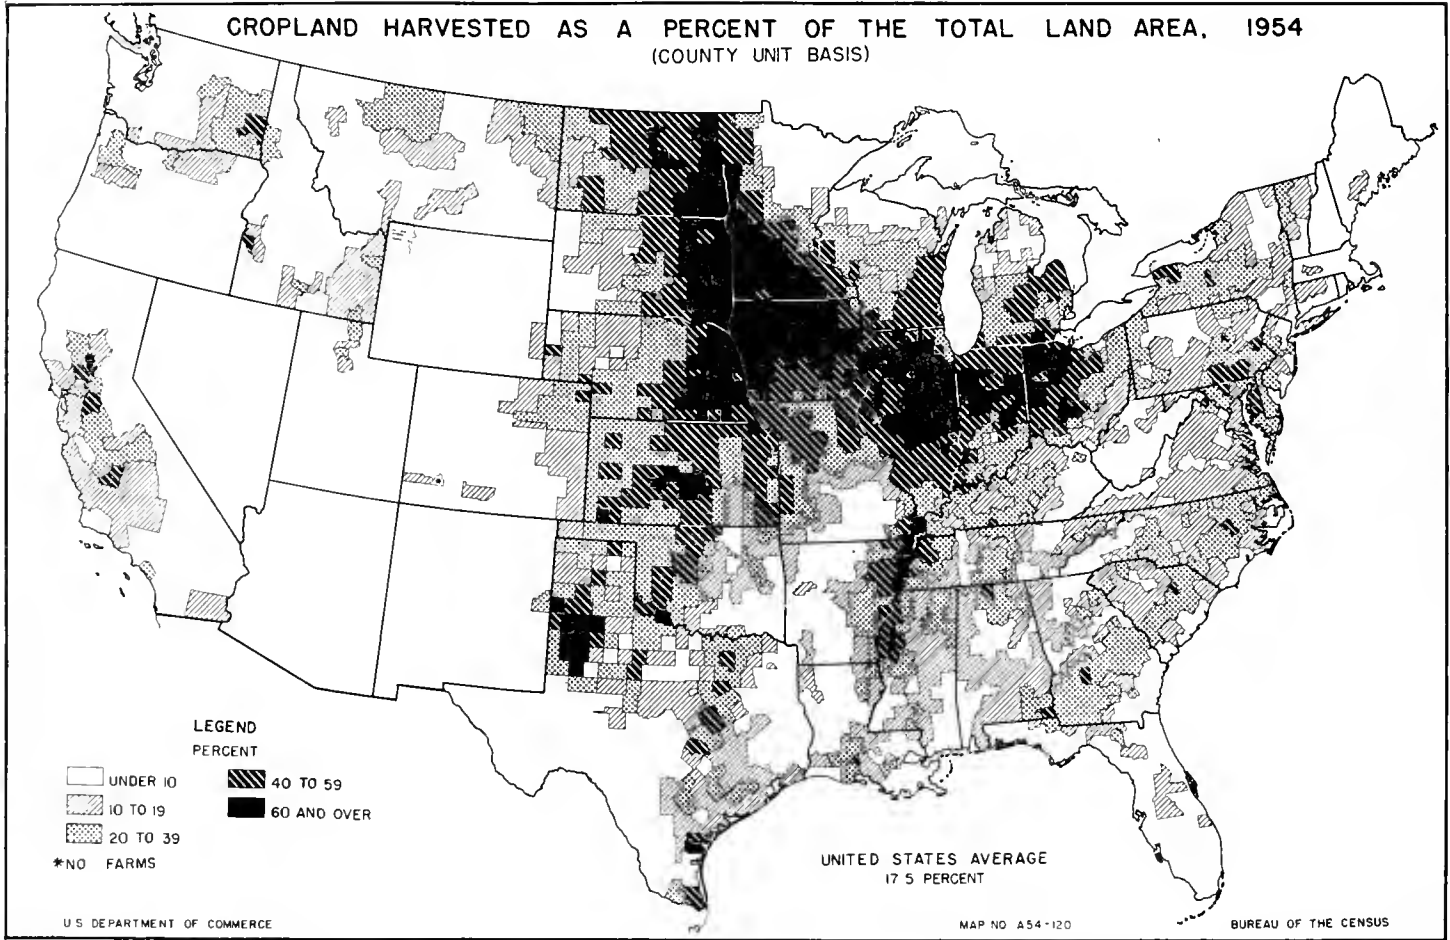 CROPLAND HARVESTED AS A PERCENT OF THE TOTAL LAND AREA, 1954
(COUNTY UNIT BASIS)
LEGEND
PERCENT
UNDER 10
10 TO 19
20 TO 39
*NO FARMS
40 TO 59
60 AND OVER
UNITED STATES AVERAGE
17 5 PERCENT
U S DEPARTMENT OF COMMERCE
MAP NO A54-120
BUREAU OF THE CENSUS